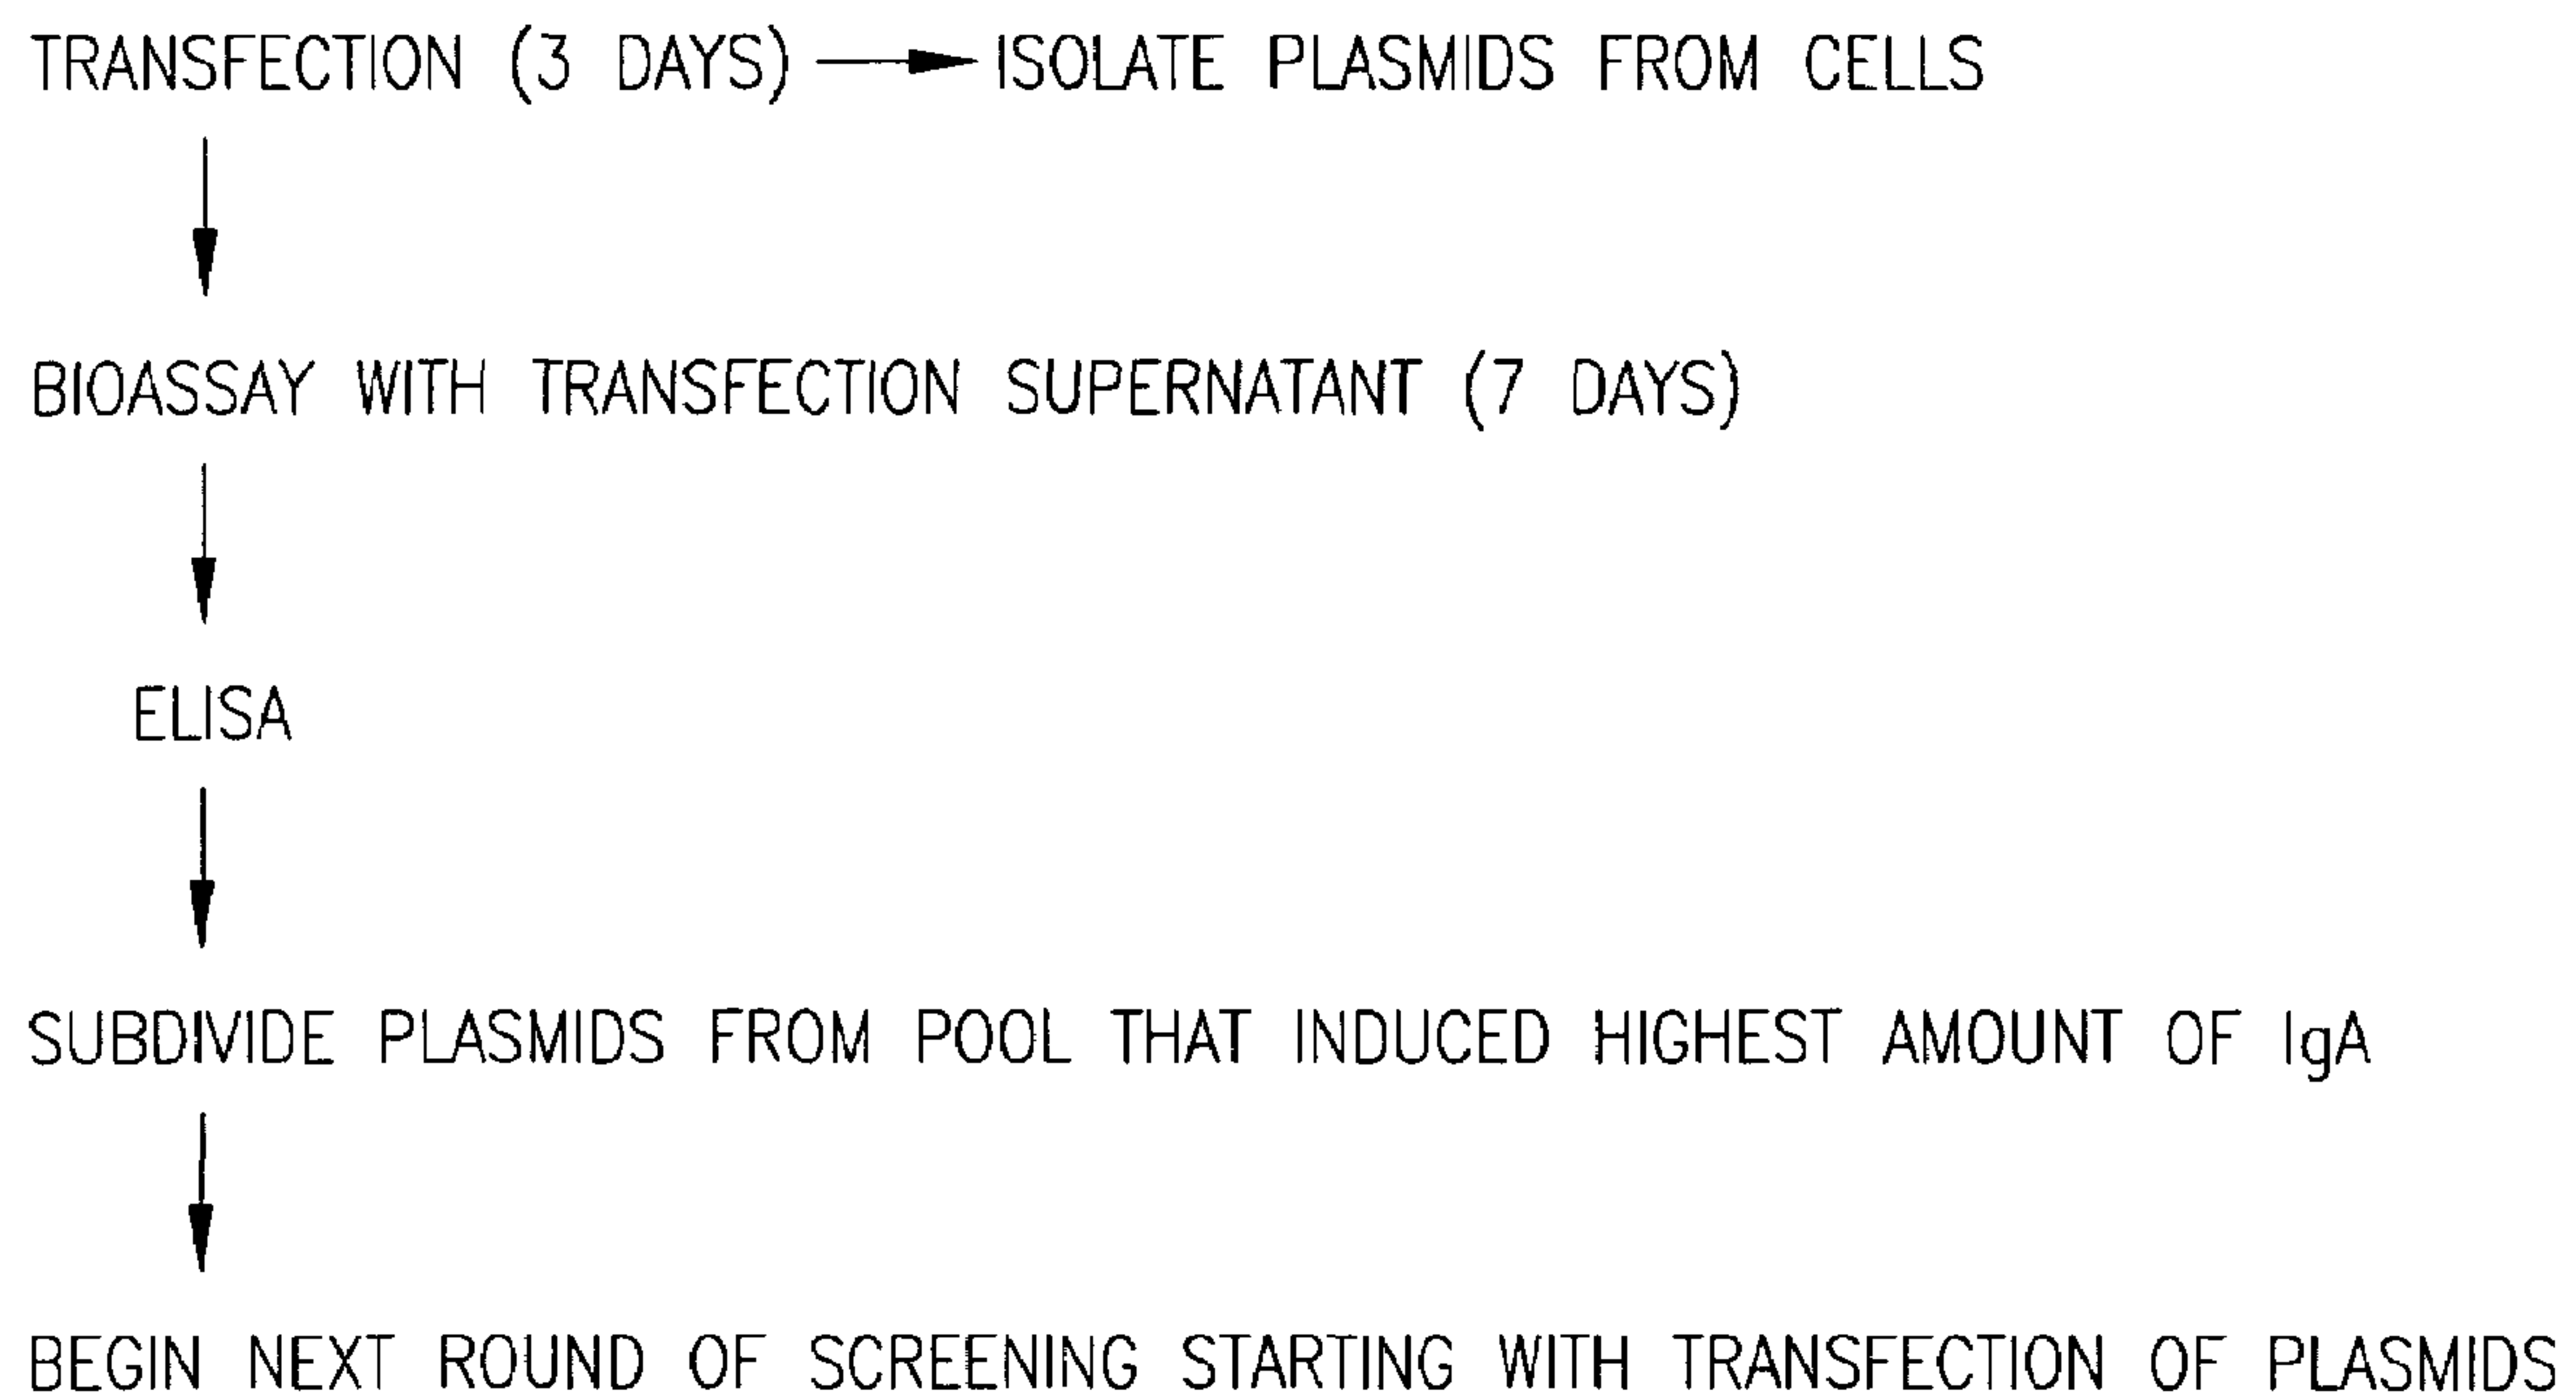 TRANSFECTION (3 DAYS) ISOLATE PLASMIDS FROM CELLS
BIOASSAY WITH TRANSFECTION SUPERNATANT (7 DAYS)
ELISA
SUBDIVIDE PLASMIDS FROM POOL THAT INDUCED HIGHEST AMOUNT OF IgA
BEGIN NEXT ROUND OF SCREENING STARTING WITH TRANSFECTION OF PLASMIDS